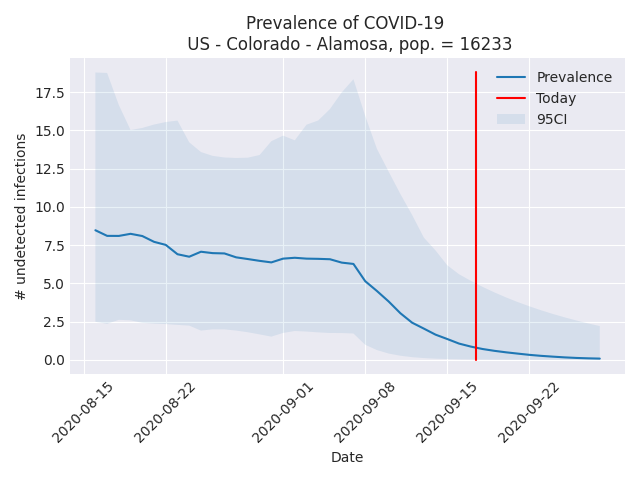 Prevalence of COVID-19
US - Colorado - Alamosa, pop. = 16233
Prevalence
Today
95CI
17.5
15.0
12.5
10.0
7.5
5.0
2.5
0.0
# undetected infections
2020-08-15
2020-08-22
2020-09-01
2020-09-08
2020-09-15
2020-09-22
Date